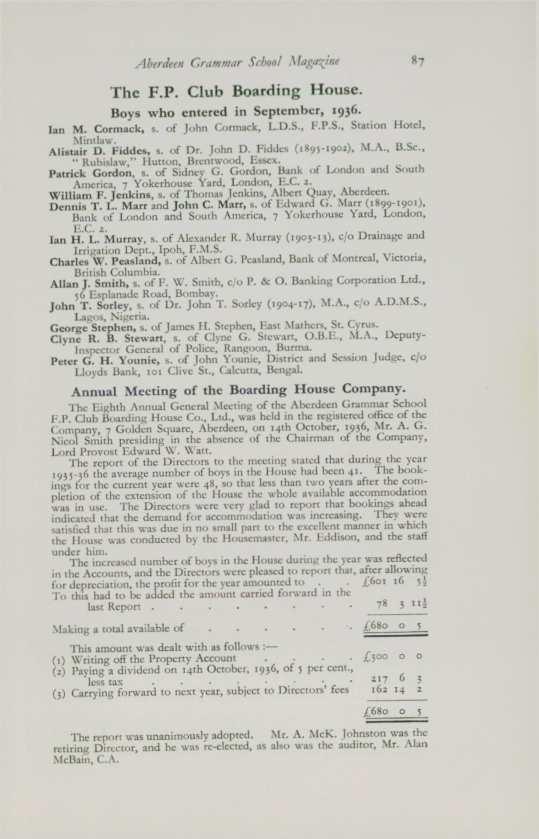 Aberdeen Grammar School Magazine 87
The F.P. Club Boarding House.
Boys who entered in September, 1936.
Ian M. Cormack, s. of John Cormack, L.D.S., F.P.S., Station Hotel,
Mintlaw.
Alistair D. Fiddes, s. of Dr. John D. Fiddes (1895-1902), M.A., B.Sc.,
" Rubislaw," Hutton, Brentwood, Essex.
Patrick Gordon, s. of Sidney G. Gordon, Bank of London and South
America, 7 Yokerhouse Yard, London, E.C. 2.
William F. Jenkins, s. of Thomas Jenkins, Albert Quay, Aberdeen.
Dennis T. L. Marr and John C. Marr, s. of Edward G. Marr (1899-1901),
Bank of London and South America, 7 Yokerhouse Yard, London,
E.C. 2.
Ian H. L. Murray, s. of Alexander R. Murray (1903-13), c/o Drainage and
Irrigation Dept., Ipoh, F.M.S.
Charles W. Peasland, s. of Albert G. Peasland, Bank of Montreal, Victoria,
British Columbia.
Allan J. Smith, s. of F. W. Smith, c/o P. & O. Banking Corporation Ltd.,
56 Esplanade Road, Bombay.
John T. Sorley, s. of Dr. John T. Sorley (1904-17), M.A., c/o A.D.M.S.,
Lagos, Nigeria.
George Stephen, s. of James H. Stephen, East Mathers, St. Cyrus.
Clyne R. B. Stewart, s. of Clyne G. Stewart, O.B.E., M.A., Deputy-
Inspector General of Police, Rangoon, Burma.
Peter G. H. Younie, s. of John Younie, District and Session Judge, c/o
Lloyds Bank, 101 Clive St., Calcutta, Bengal.
Annual Meeting of the Boarding House Company.
The Eighth Annual General Meeting of the Aberdeen Grammar School
F.P. Club Boarding House Co., Ltd., was held in the registered office of the
Company, 7 Golden Square, Aberdeen, on 14th October, 1936, Mr. A. G.
Nicol Smith presiding in the absence of the Chairman of the Company,
Lord Provost Edward W. Watt.
The report of the Directors to the meeting stated that during the year
1935-36 the average number of boys in the House had been 41. The book-
ings for the current year were 48, so that less than two years after the com-
pletion of the extension of the House the whole available accommodation
was in use. The Directors were very glad to report that bookings ahead
indicated that the demand for accommodation was increasing. They were
satisfied that this was due in no small part to the excellent manner in which
the House was conducted by the Housemaster, Mr. Eddison, and the staff
under him.
The increased number of boys in the House during the year was reflected
in the Accounts, and the Directors were pleased to report that, after allowing
for depreciation, the profit for the year amounted to . . £601 16 5½
To this had to be added the amount carried forward in the
last Report . . . . . . . . 78 3 11½
Making a total available of . . . . . £680 0 5
This amount was dealt with as follows :—
(1) Writing off the Property Account . . . . £300 0 0
(2) Paying a dividend on 14th October, 1936, of 5 per cent.,
less tax . . . . . . . . 217 6 3
(3) Carrying forward to next year, subject to Directors' fees 162 14 2
£680 0 5
The report was unanimously adopted. Mr. A. McK. Johnston was the
retiring Director, and he was re-elected, as also was the auditor, Mr. Alan
McBain, C.A.